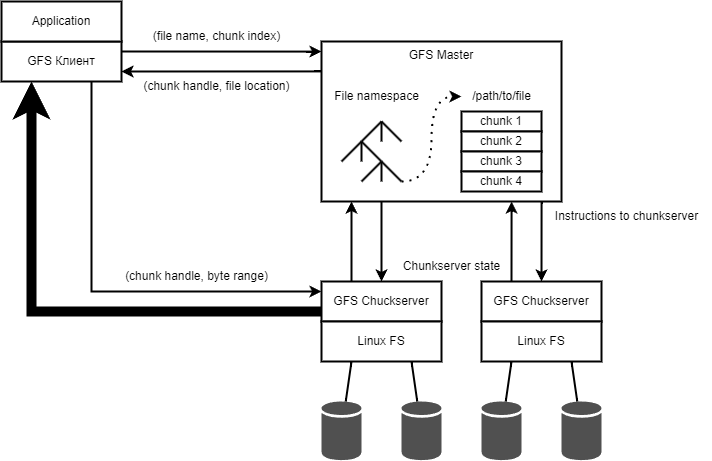 Application
GFS Клиент
(file name, chunk index)
(chunk handle, file location)
GFS Master
File namespace
/path/to/file
chunk 1
chunk 2
chunk 3
chunk 4
Instructions to chunkserver
Chunkserver state
(chunk handle, byte range)
GFS Chuckserver
Linux FS
GFS Chuckserver
Linux FS